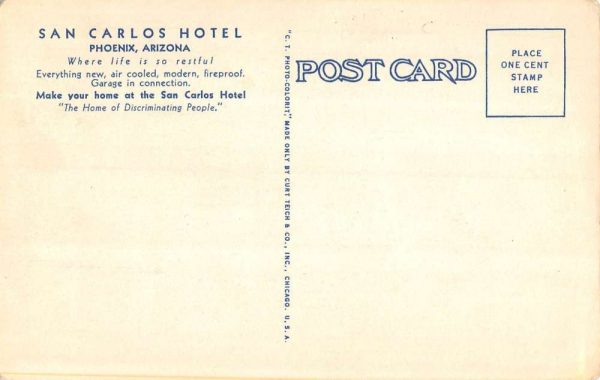 SAN CARLOS HOTEL
PHOENIX, ARIZONA
Where life is so restful
Everything new, air cooled, modern, fireproof.
Garage in connection.
Make your home at the San Carlos Hotel
"The Home of Discriminating People."
"C. T. PHOTO-COLORIT," MADE ONLY BY CURT TEICH & CO., INC., CHICAGO, U. S. A.
POST CARD
PLACE
ONE CENT
STAMP
HERE